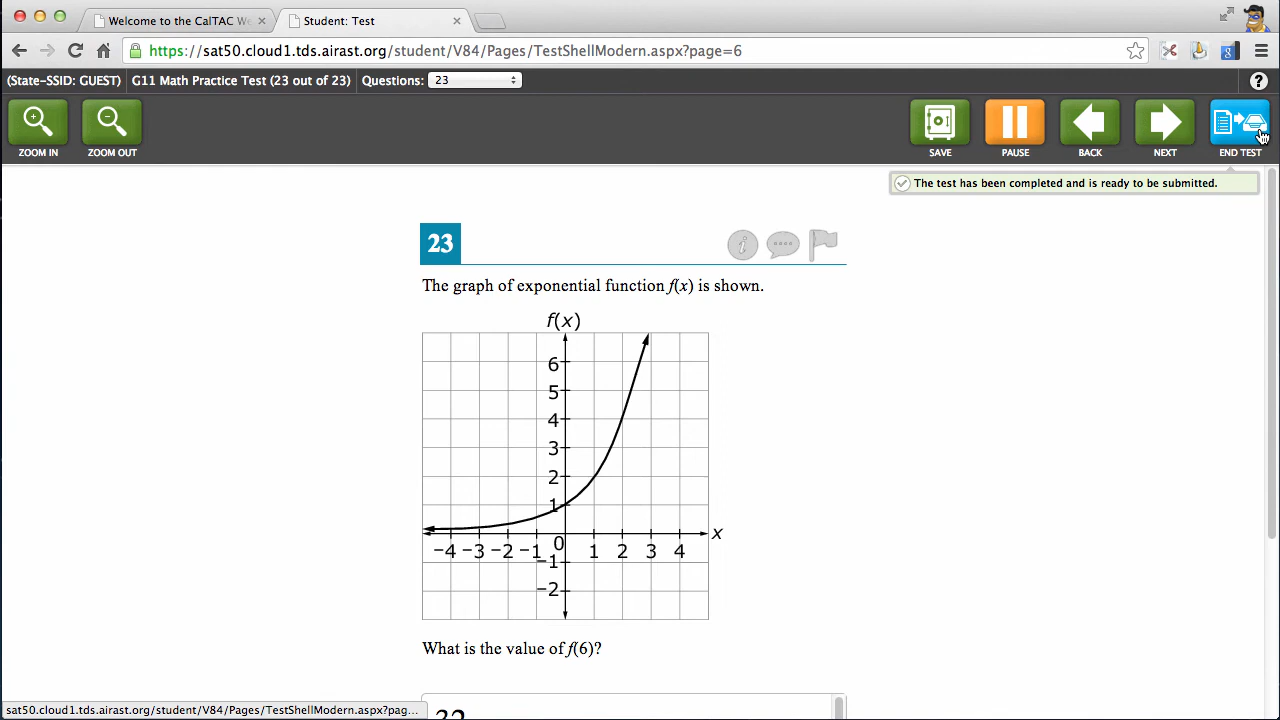 Welcome to the CalTAC We
Student: Test
https://sat50.cloud1.tds.airast.org/student/V84/Pages/TestShellModern.aspx?page=6
(State-SSID: GUEST) G11 Math Practice Test (23 out of 23) Questions: 23
ZOOM IN ZOOM OUT SAVE PAUSE BACK NEXT END TEST
The test has been completed and is ready to be submitted.
23
The graph of exponential function f(x) is shown.
f(x)
6
5
4
3
2
1
x
−4 −3 −2 −1 0 1 2 3 4
−1
−2
What is the value of f(6)?
sat50.cloud1.tds.airast.org/student/V84/Pages/TestShellModern.aspx?pag...